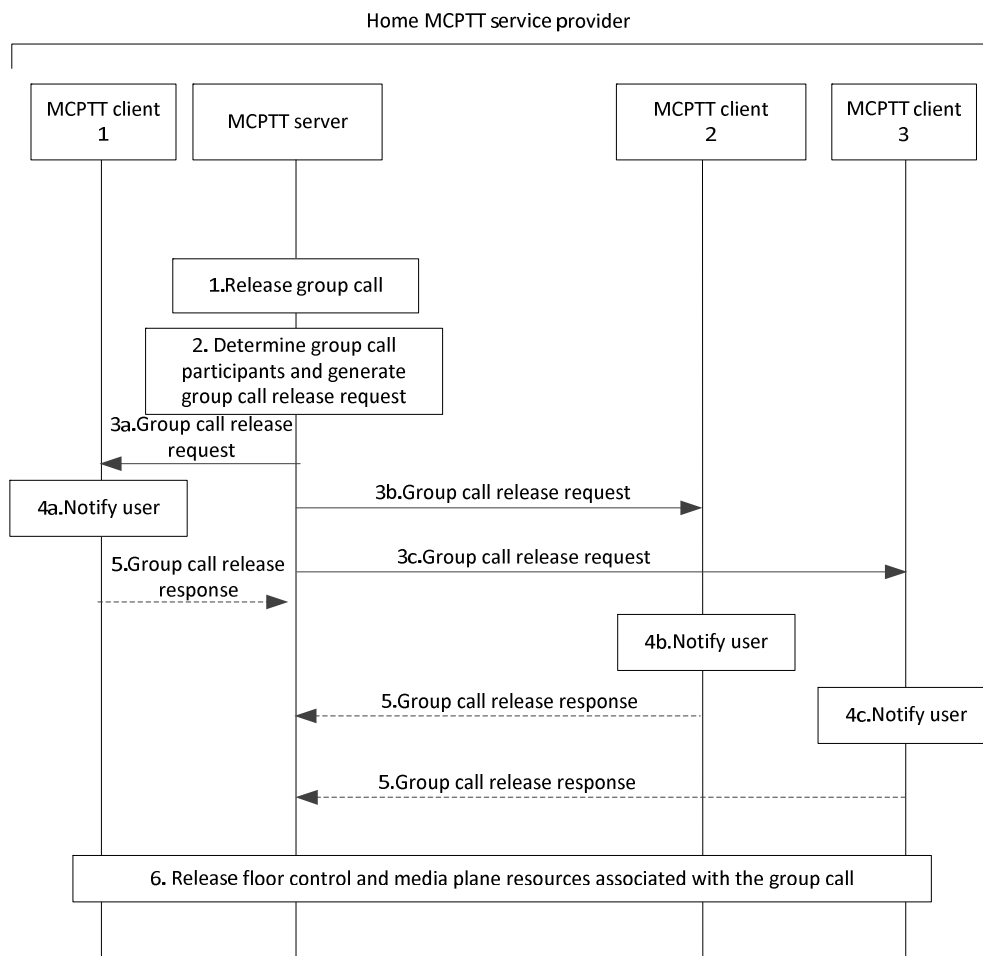 Home MCPTT service provider
MCPTT client
1
MCPTT server
MCPTT client
2
MCPTT client
3
1.Release group call
2. Determine group call
participants and generate
group call release request
3a.Group call release
request
4a.Notify user
3b.Group call release request
5.Group call release
response
3c.Group call release request
4b.Notify user
5.Group call release response
4c.Notify user
5.Group call release response
6. Release floor control and media plane resources associated with the group call